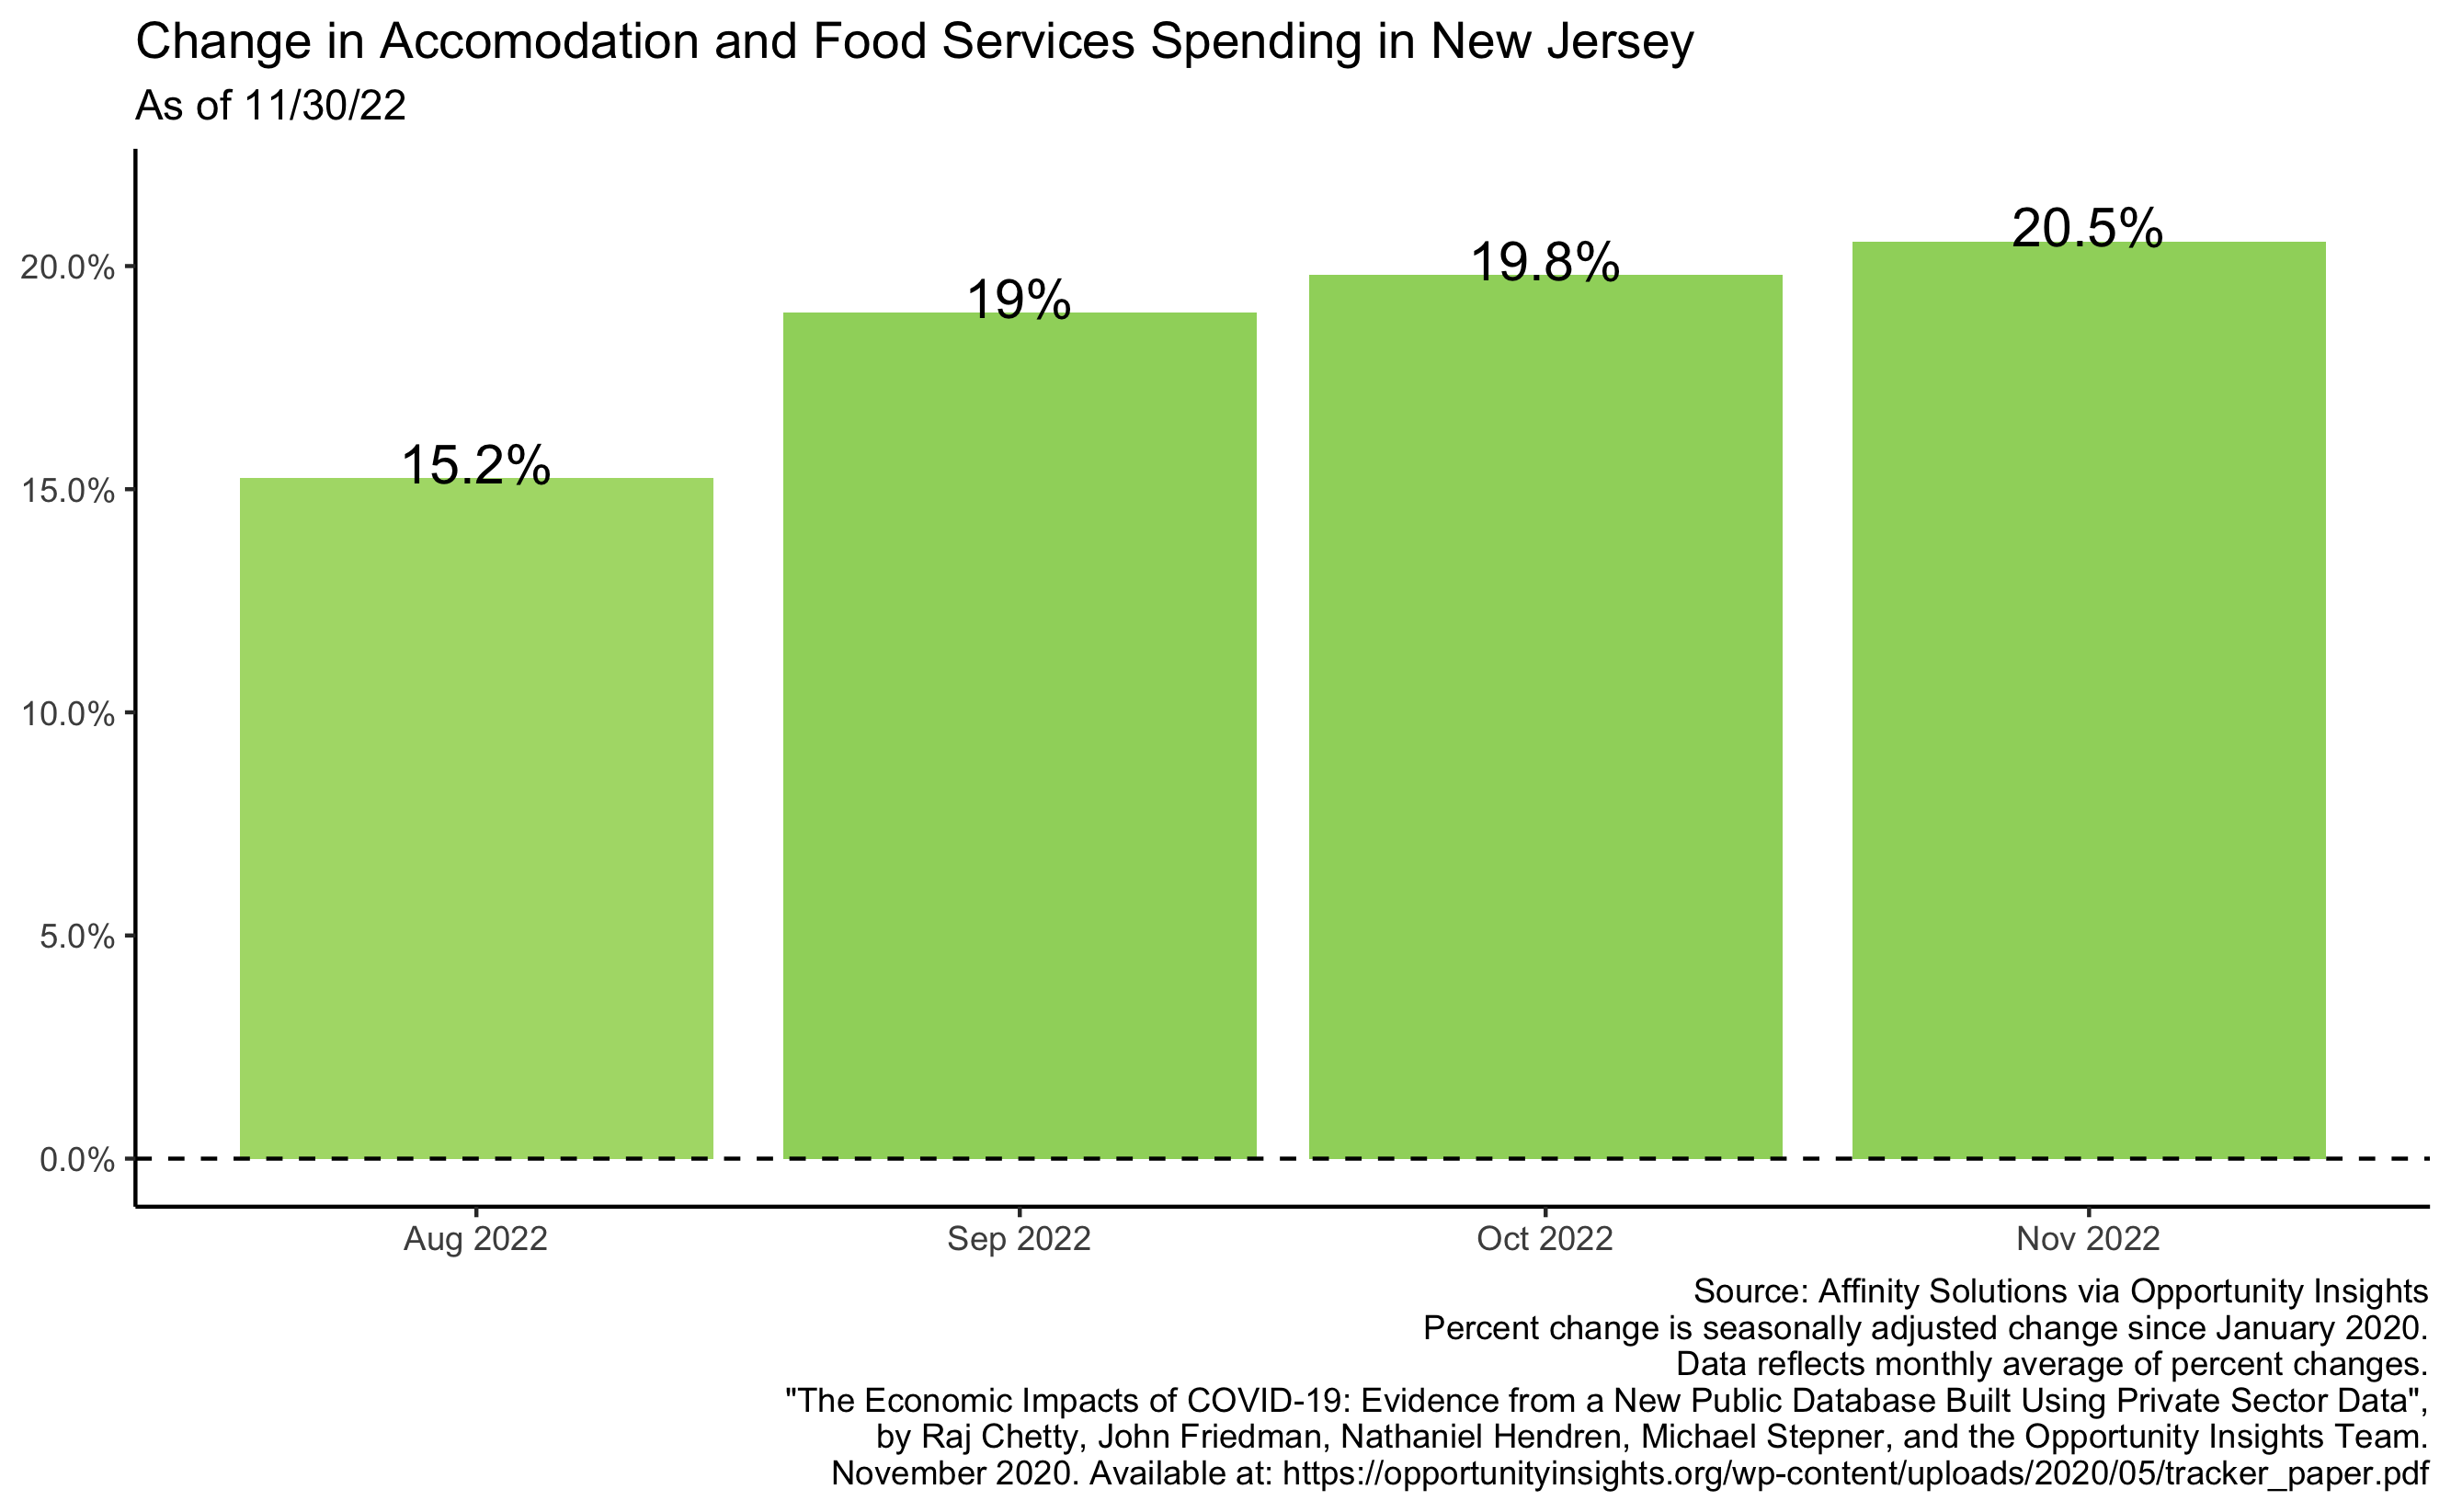 Change in Accomodation and Food Services Spending in New Jersey
As of 11/30/22
20.5%
19.8%
19%
15.2%
20.0%
15.0%
10.0%
5.0%
0.0%
Aug 2022
Sep 2022
Oct 2022
Nov 2022
Source: Affinity Solutions via Opportunity Insights
Percent change is seasonally adjusted change since January 2020.
Data reflects monthly average of percent changes.
"The Economic Impacts of COVID-19: Evidence from a New Public Database Built Using Private Sector Data",
by Raj Chetty, John Friedman, Nathaniel Hendren, Michael Stepner, and the Opportunity Insights Team.
November 2020. Available at: https://opportunityinsights.org/wp-content/uploads/2020/05/tracker_paper.pdf